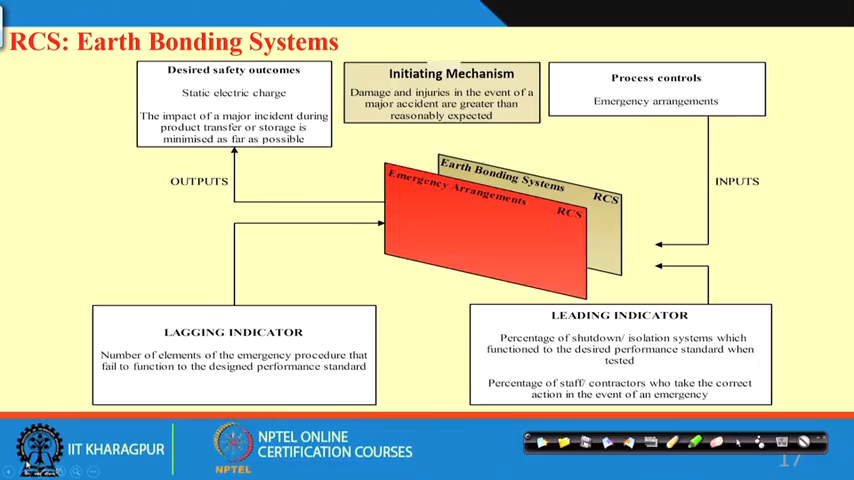 RCS: Earth Bonding Systems
Desired safety outcomes
Static electric charge
The impact of a major incident during
product transfer or storage is
minimised as far as possible
Initiating Mechanism
Damage and injuries in the event of a
major accident are greater than
reasonably expected
Process controls
Emergency arrangements
OUTPUTS
INPUTS
Earth Bonding Systems
RCS
Emergency Arrangements
RCS
LAGGING INDICATOR
Number of elements of the emergency procedure that
fail to function to the designed performance standard
LEADING INDICATOR
Percentage of shutdown/ isolation systems which
functioned to the desired performance standard when
tested
Percentage of staff/ contractors who take the correct
action in the event of an emergency
IIT KHARAGPUR
NPTEL
NPTEL ONLINE
CERTIFICATION COURSES
17